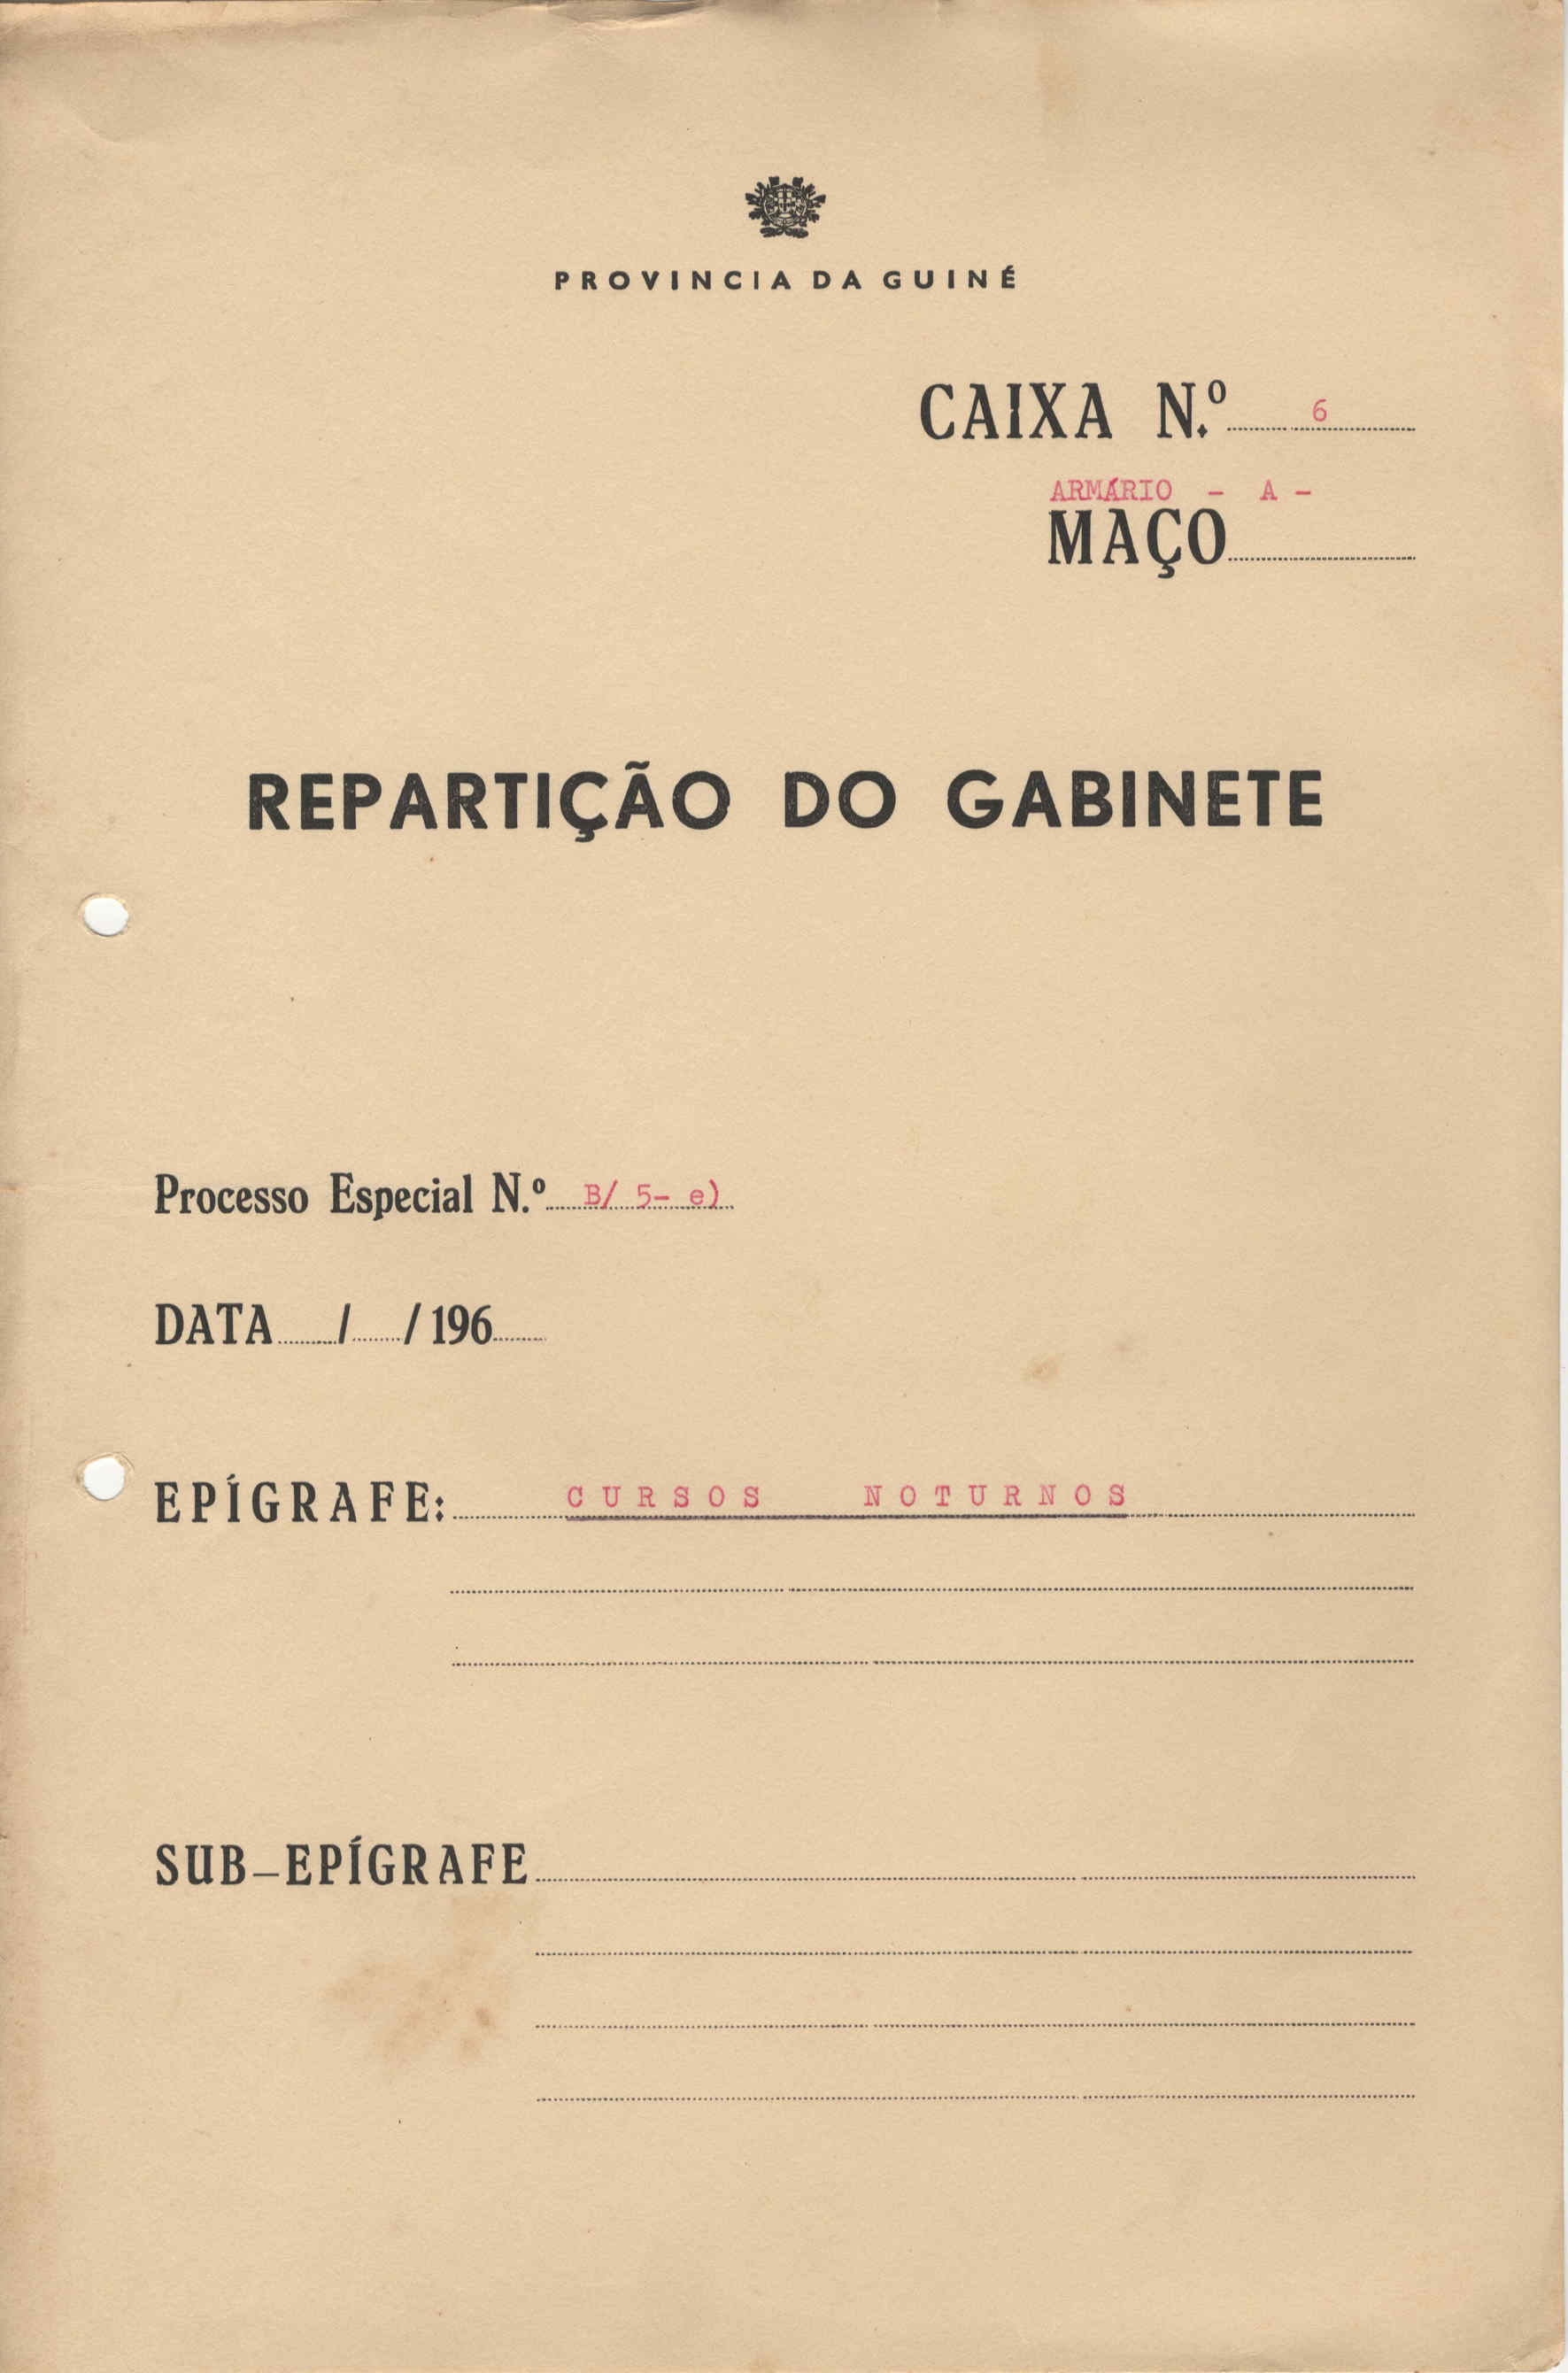 PROVINCIA DA GUINÉ
CAIXA N.º 6
ARMÁRIO - A -
MAÇO
REPARTIÇÃO DO GABINETE
Processo Especial N.º B/ 5- e)
DATA / / 196
EPÍGRAFE: CURSOS NOTURNOS
SUB-EPÍGRAFE